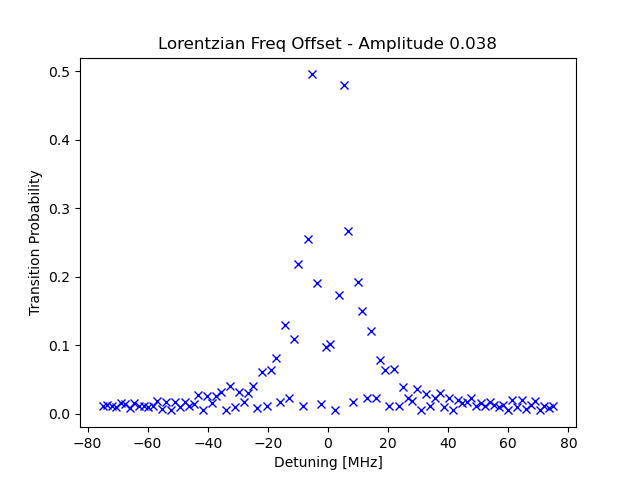 Lorentzian Freq Offset - Amplitude 0.038
0.5
0.4
0.3
0.2
0.1
0.0
Transition Probability
−80 −60 −40 −20 0 20 40 60 80
Detuning [MHz]